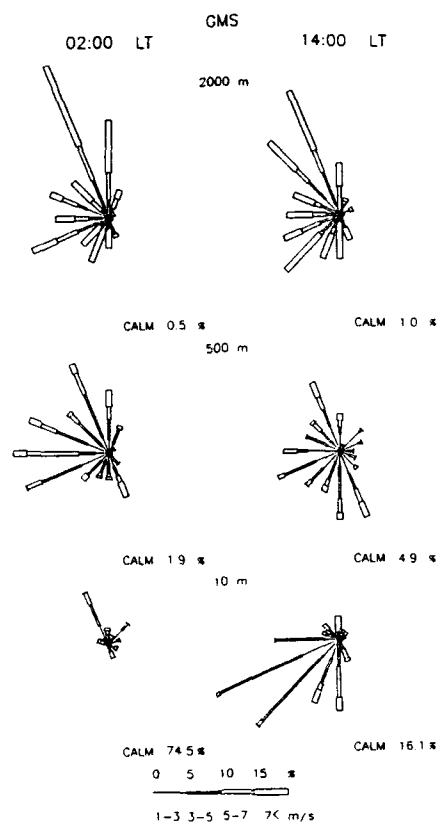 GMS
02:00 LT 14:00 LT
2000 m
CALM 0.5 % CALM 1.0 %
500 m
CALM 1.9 % CALM 4.9 %
10 m
CALM 74.5 % CALM 16.1 %
0 5 10 15 %
1-3 3-5 5-7 7< m/s